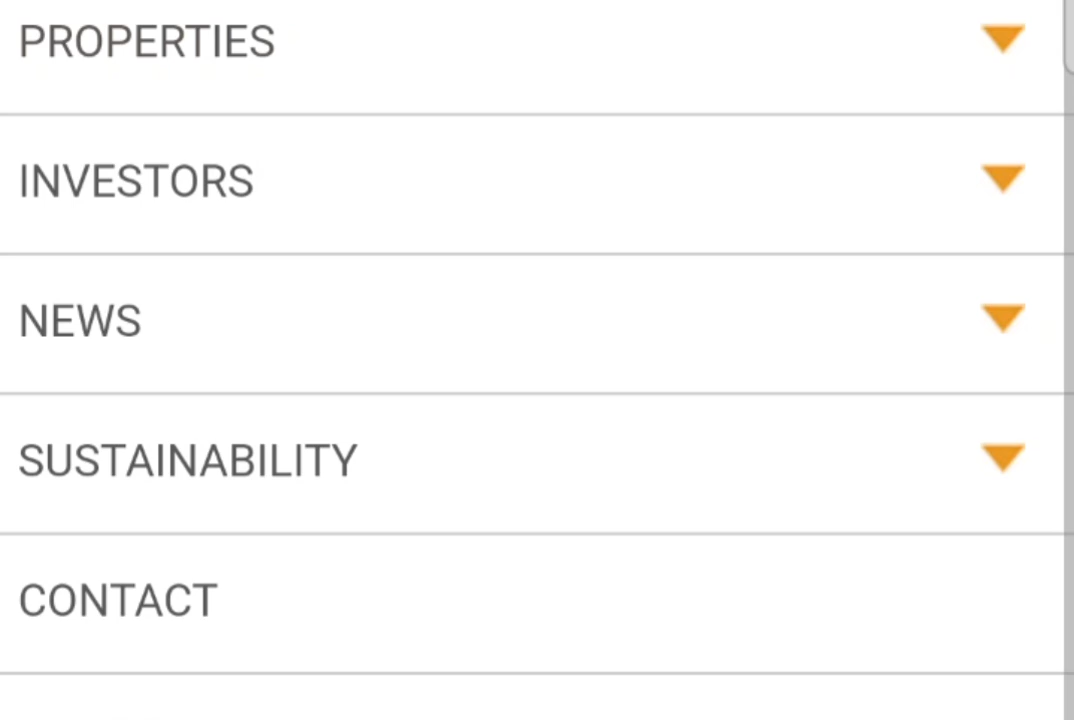 PROPERTIES
INVESTORS
NEWS
SUSTAINABILITY
CONTACT